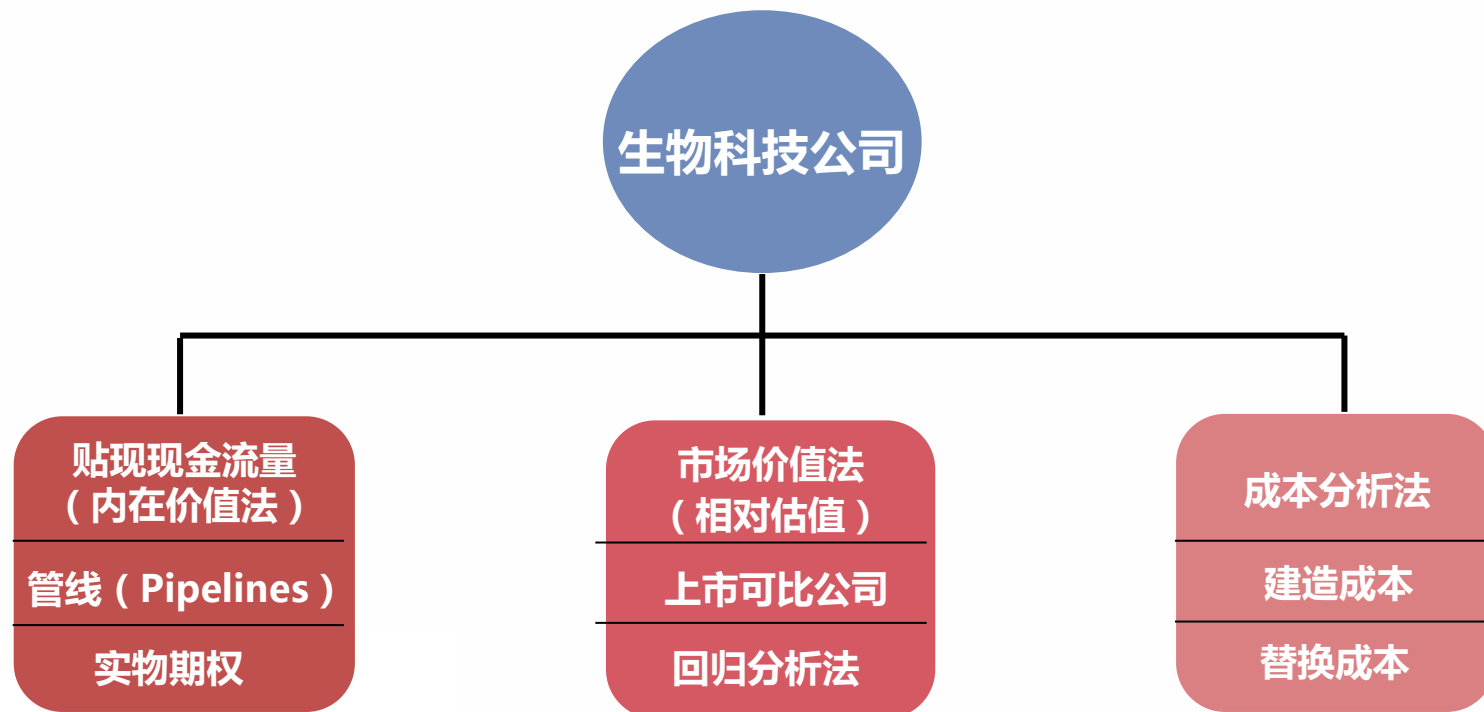 生物科技公司
贴现现金流量
（内在价值法）
管线（Pipelines）
实物期权
市场价值法
（相对估值）
上市可比公司
回归分析法
成本分析法
建造成本
替换成本